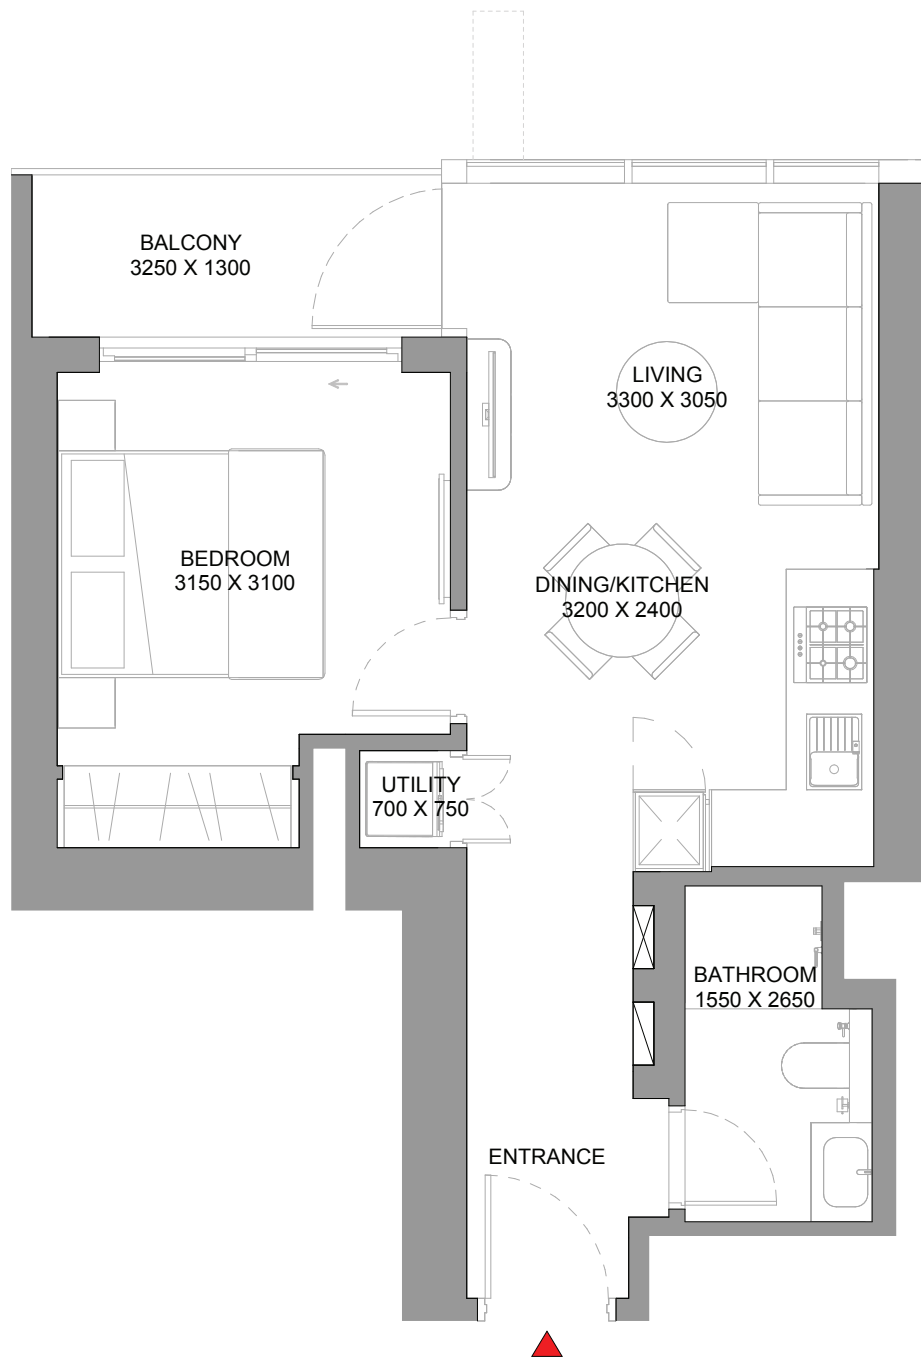 BALCONY
3250 X 1300
LIVING
3300 X 3050
BEDROOM
3150 X 3100
DINING/KITCHEN
3200 X 2400
UTILITY
700 X 750
BATHROOM
1550 X 2650
ENTRANCE